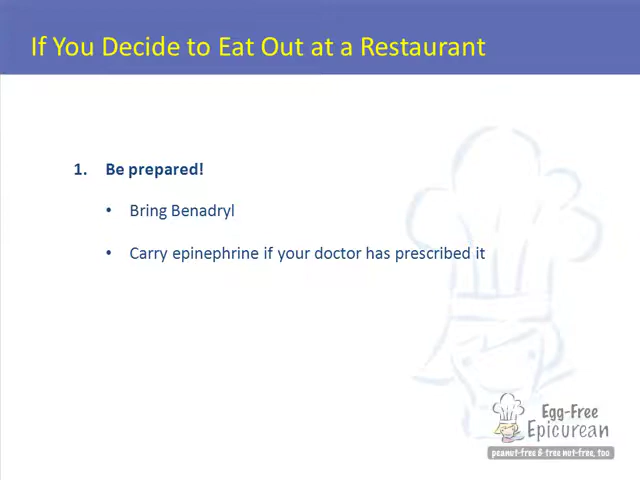 If You Decide to Eat Out at a Restaurant
1. Be prepared!
• Bring Benadryl
• Carry epinephrine if your doctor has prescribed it
Egg-Free
Epicurean
peanut-free & tree nut-free, too